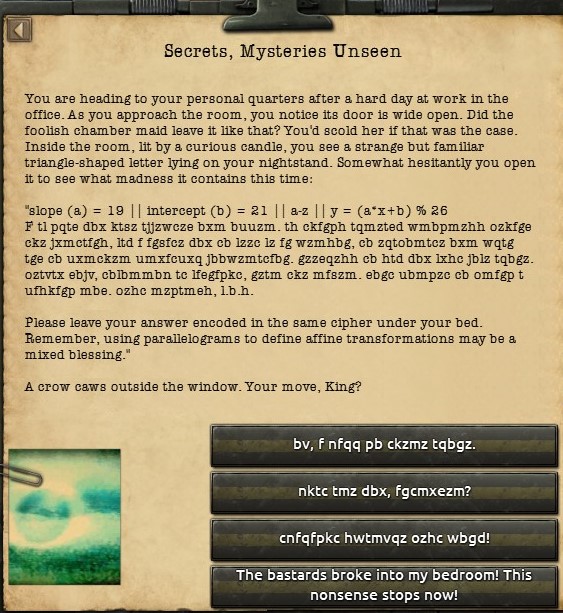 Secrets, Mysteries Unseen
You are heading to your personal quarters after a hard day at work in the
office. As you approach the room, you notice its door is wide open. Did the
foolish chamber maid leave it like that? You'd scold her if that was the case.
Inside the room, lit by a curious candle, you see a strange but familiar
triangle-shaped letter lying on your nightstand. Somewhat hesitantly you open
it to see what madness it contains this time:
"slope (a) = 19 || intercept (b) = 21 || a-z || y = (a*x+b) % 26
F tl pqte dbx ktsz tjjzwcze bxm buuzm. th ckfgph tqmzted wmbpmzhh ozkfge
ckz jxmctfgh, ltd f fgsfcz dbx cb lzzc lz fg wzmhbg, cb zqtobmtcz bxm wqtg
tge cb uxmckzm umxfcuxq jbbwzmtcfbg. gzzeqzhh cb htd dbx lxhc jblz tqbgz.
oztvtx ebjv, cblbmmbn tc lfegfpkc, gztm ckz mfszm. ebgc ubmpzc cb omfgp t
ufhkfgp mbe. ozhc mzptmeh, l.b.h.
Please leave your answer encoded in the same cipher under your bed.
Remember, using parallelograms to define affine transformations may be a
mixed blessing."
A crow caws outside the window. Your move, King?
bv, f nfqq pb ckzmz tqbgz.
nktc tmz dbx, fgcmxezm?
cnfqfpkc hwtmvqz ozhc wbgd!
The bastards broke into my bedroom! This
nonsense stops now!